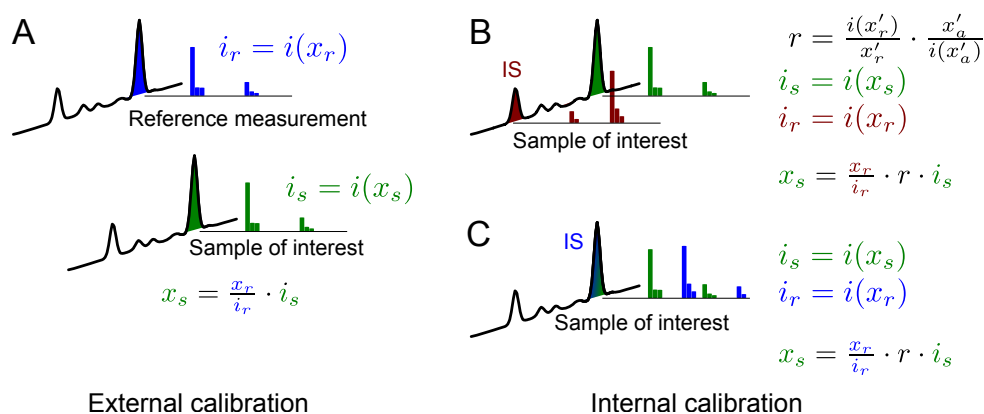 A
i_r = i(x_r)
Reference measurement
i_s = i(x_s)
Sample of interest
x_s = x_r/i_r · i_s
External calibration
B
IS
Sample of interest
r = i(x'_r)/x'_r · x'_a/i(x'_a)
i_s = i(x_s)
i_r = i(x_r)
x_s = x_r/i_r · r · i_s
C
IS
Sample of interest
i_s = i(x_s)
i_r = i(x_r)
x_s = x_r/i_r · r · i_s
Internal calibration